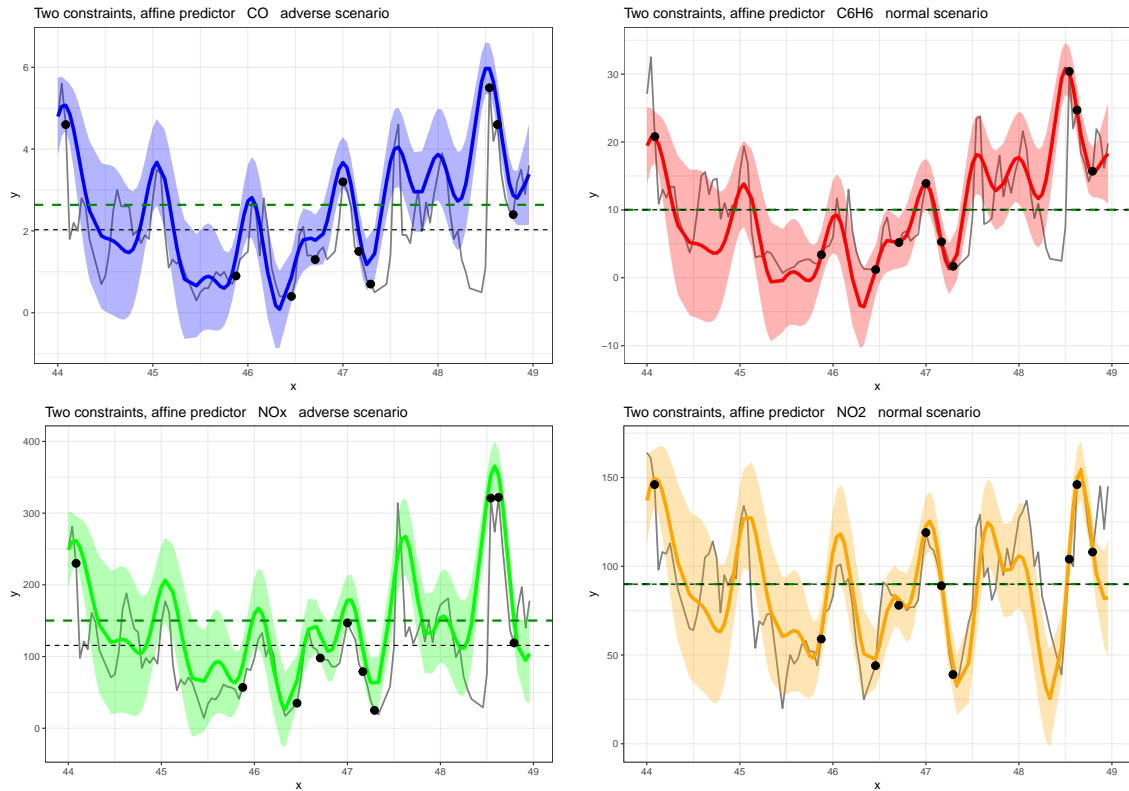 Two constraints, affine predictor CO adverse scenario
6
4
2
0
y
44 45 46 47 48 49
x
Two constraints, affine predictor C6H6 normal scenario
30
20
10
0
−10
y
44 45 46 47 48 49
x
Two constraints, affine predictor NOx adverse scenario
400
300
200
100
0
y
44 45 46 47 48 49
x
Two constraints, affine predictor NO2 normal scenario
150
100
50
0
y
44 45 46 47 48 49
x